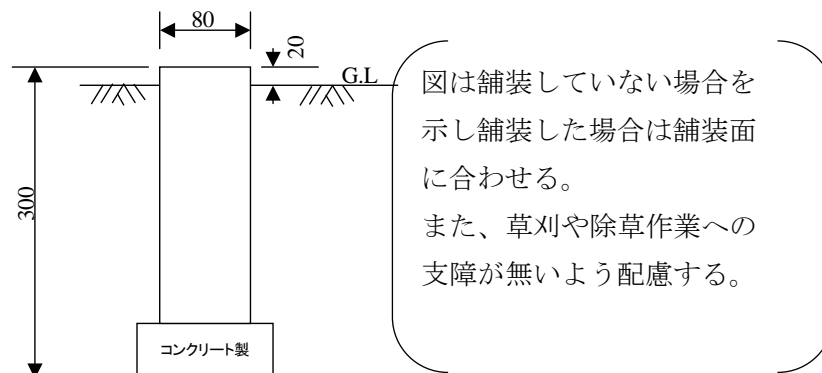 80
20
G.L
300
コンクリート製
図は舗装していない場合を
示し舗装した場合は舗装面
に合わせる。
また、草刈や除草作業への
支障が無いよう配慮する。